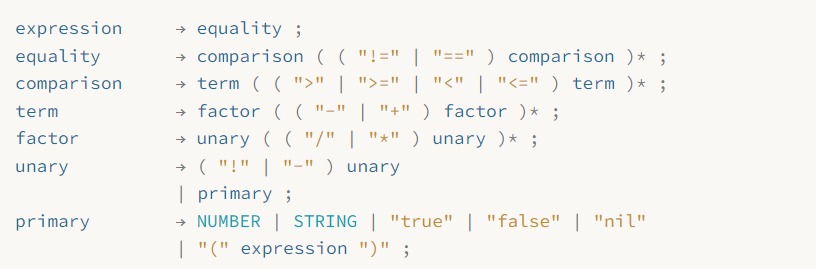 expression → equality ;
equality → comparison ( ( "!=" | "==" ) comparison )* ;
comparison → term ( ( ">" | ">=" | "<" | "<=" ) term )* ;
term → factor ( ( "-" | "+" ) factor )* ;
factor → unary ( ( "/" | "*" ) unary )* ;
unary → ( "!" | "-" ) unary
| primary ;
primary → NUMBER | STRING | "true" | "false" | "nil"
| "(" expression ")" ;